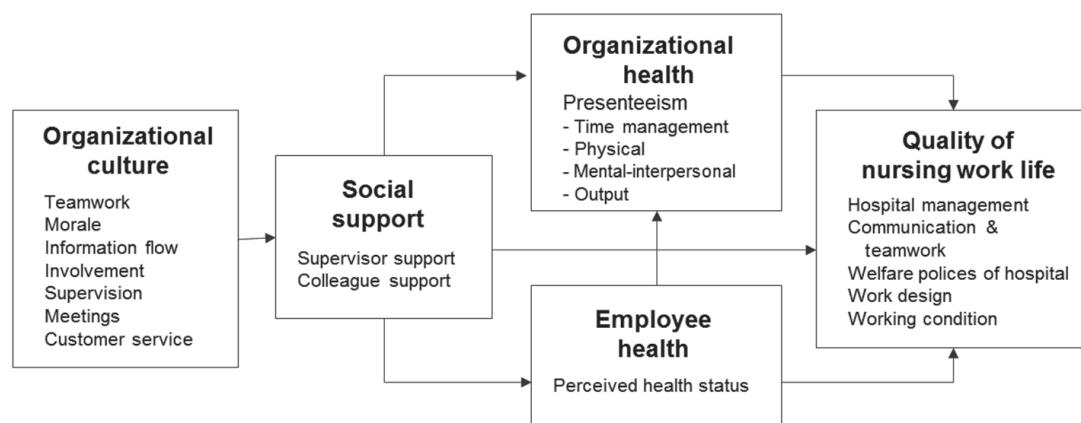 Organizational
culture
Teamwork
Morale
Information flow
Involvement
Supervision
Meetings
Customer service
Social
support
Supervisor support
Colleague support
Organizational
health
Presenteeism
- Time management
- Physical
- Mental-interpersonal
- Output
Employee
health
Perceived health status
Quality of
nursing work life
Hospital management
Communication &
teamwork
Welfare polices of hospital
Work design
Working condition